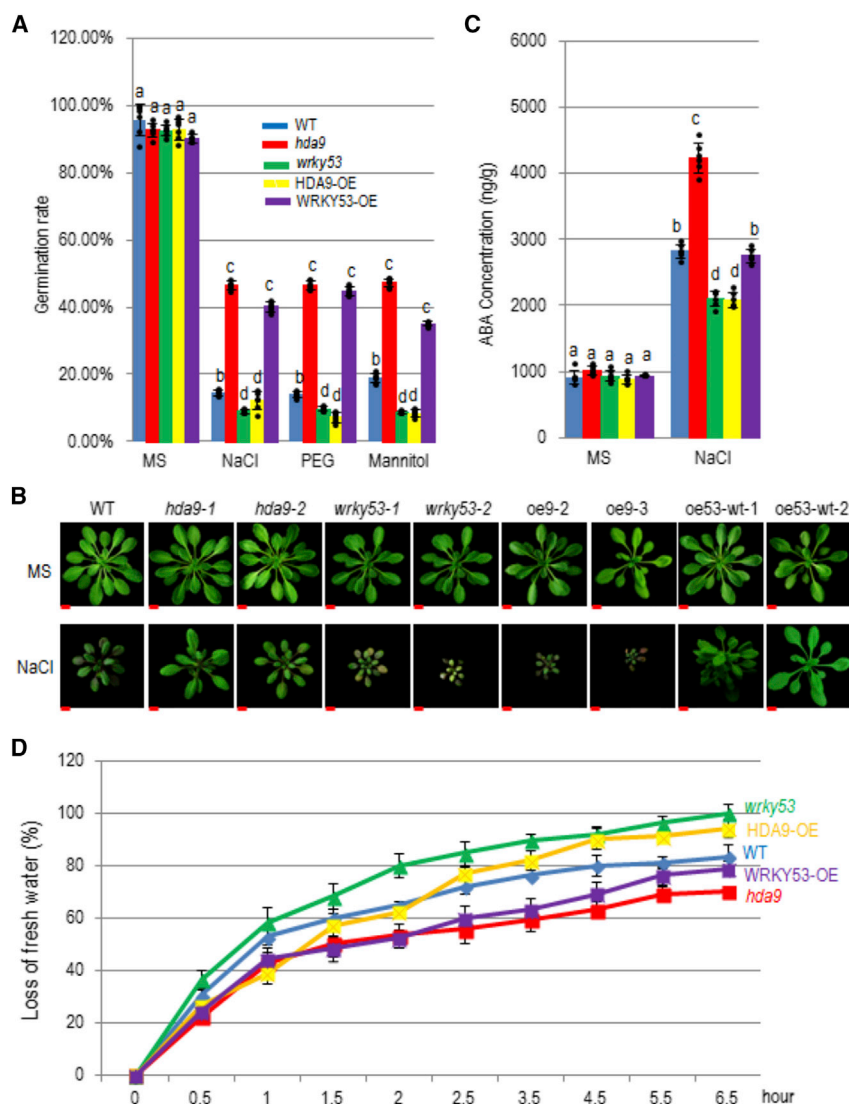 A
120.00%
100.00%
80.00%
60.00%
40.00%
20.00%
0.00%
Germination rate
a a a a a
b c d d c
b c d d c
b c d d c
WT
hda9
wrky53
HDA9-OE
WRKY53-OE
MS NaCl PEG Mannitol
C
6000
5000
4000
3000
2000
1000
0
ABA Concentration (ng/g)
a a a a a
b c d d b
MS NaCl
B
WT hda9-1 hda9-2 wrky53-1 wrky53-2 oe9-2 oe9-3 oe53-wt-1 oe53-wt-2
MS
NaCl
D
120
100
80
60
40
20
0
Loss of fresh water (%)
wrky53
HDA9-OE
WT
WRKY53-OE
hda9
0 0.5 1 1.5 2 2.5 3.5 4.5 5.5 6.5 hour